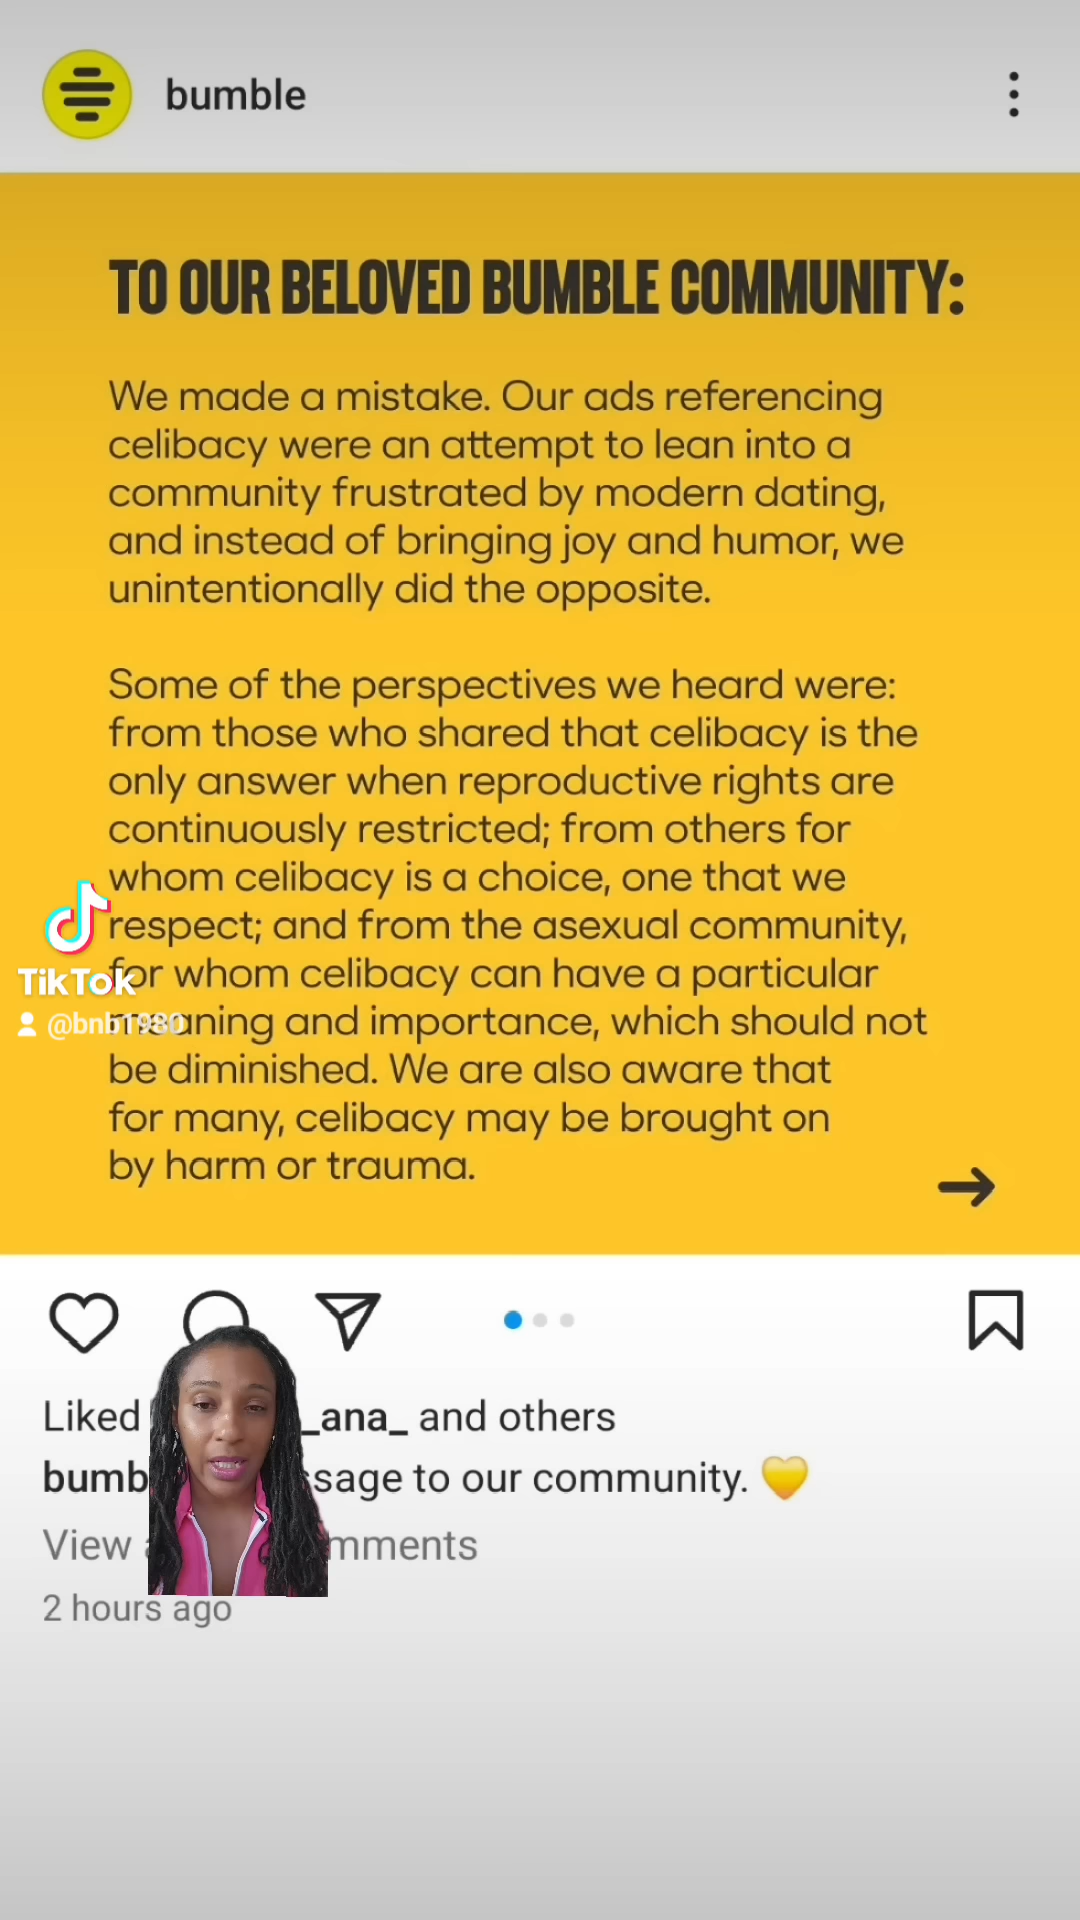 bumble
TO OUR BELOVED BUMBLE COMMUNITY:
We made a mistake. Our ads referencing
celibacy were an attempt to lean into a
community frustrated by modern dating,
and instead of bringing joy and humor, we
unintentionally did the opposite.
Some of the perspectives we heard were:
from those who shared that celibacy is the
only answer when reproductive rights are
continuously restricted; from others for
whom celibacy is a choice, one that we
respect; and from the asexual community,
for whom celibacy can have a particular
meaning and importance, which should not
be diminished. We are also aware that
for many, celibacy may be brought on
by harm or trauma.
TikTok
@bnb1980
Liked _ana_ and others
bumb ssage to our community. 💛
View mments
2 hours ago